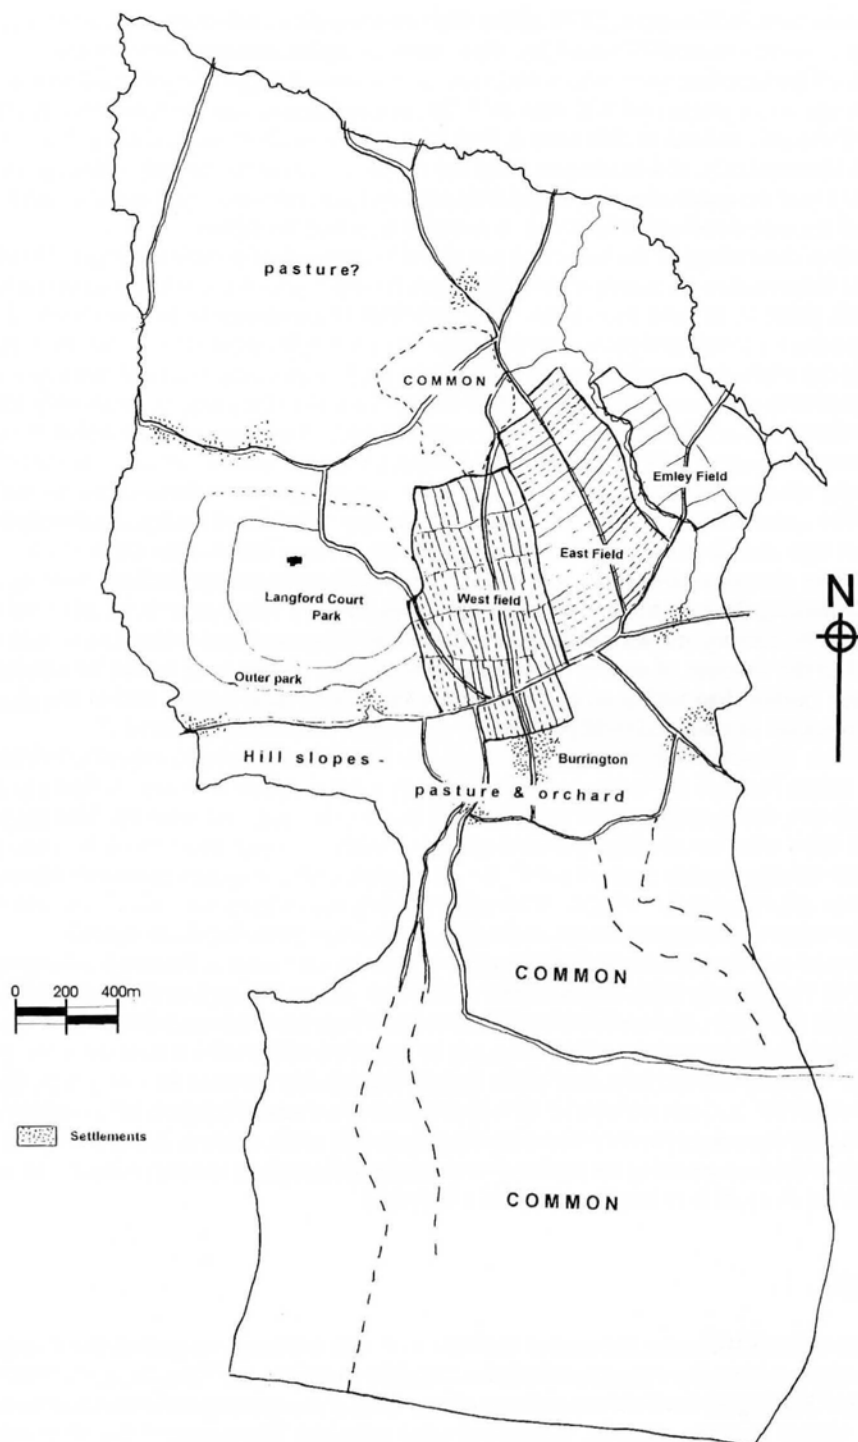 pasture?
COMMON
Emley Field
East Field
West field
Langford Court
Park
N
Outer park
Hill slopes -
Burrington
pasture & orchard
COMMON
0 200 400m
Settlements
COMMON